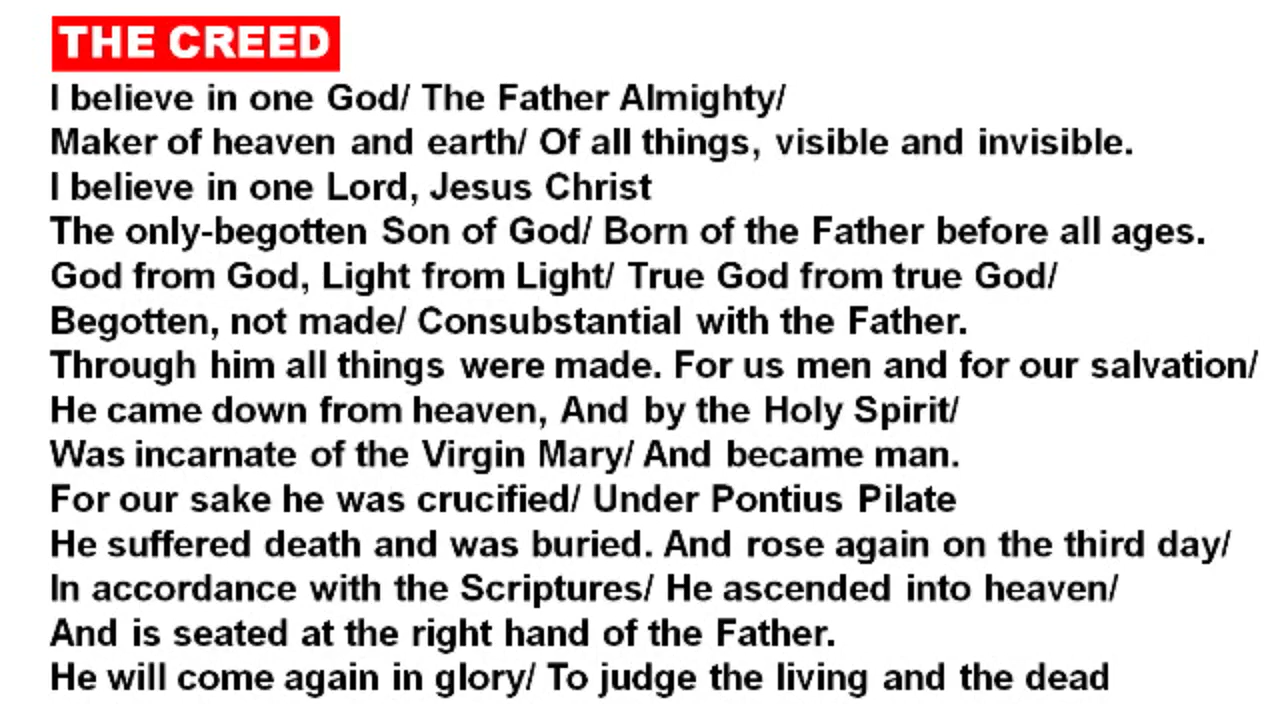 THE CREED
I believe in one God/ The Father Almighty/
Maker of heaven and earth/ Of all things, visible and invisible.
I believe in one Lord, Jesus Christ
The only-begotten Son of God/ Born of the Father before all ages.
God from God, Light from Light/ True God from true God/
Begotten, not made/ Consubstantial with the Father.
Through him all things were made. For us men and for our salvation/
He came down from heaven, And by the Holy Spirit/
Was incarnate of the Virgin Mary/ And became man.
For our sake he was crucified/ Under Pontius Pilate
He suffered death and was buried. And rose again on the third day/
In accordance with the Scriptures/ He ascended into heaven/
And is seated at the right hand of the Father.
He will come again in glory/ To judge the living and the dead